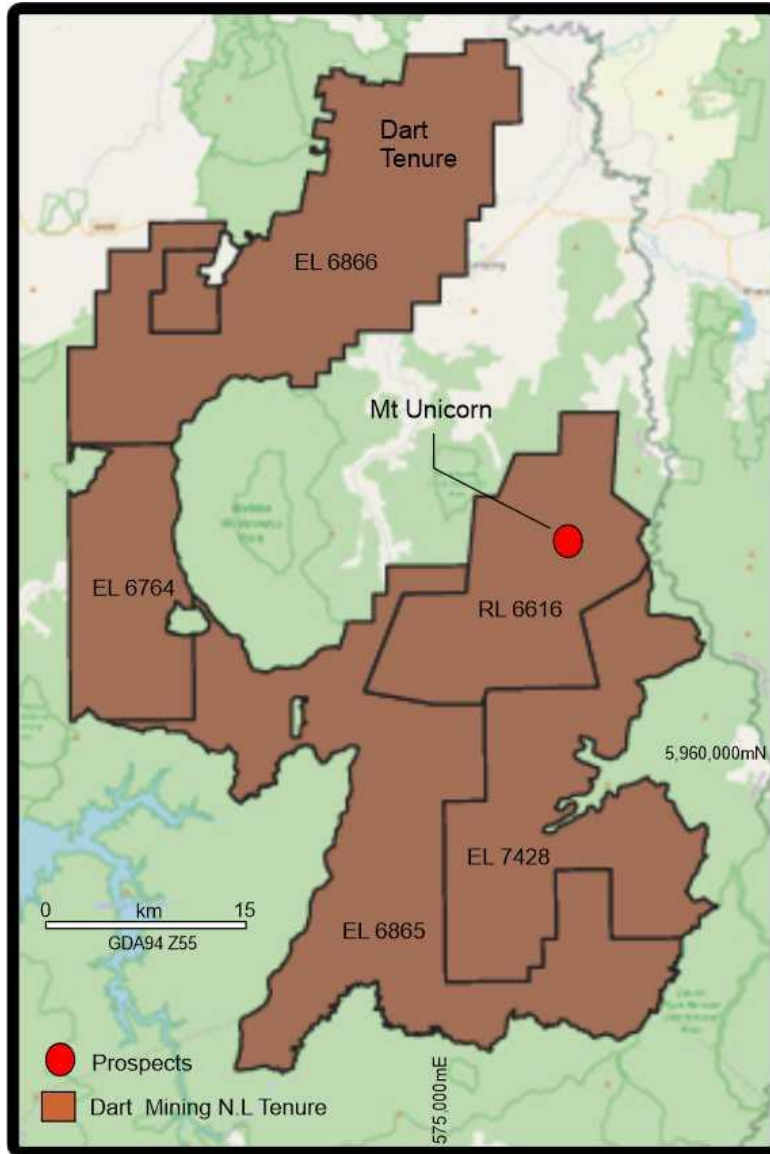 Dart
Tenure
EL 6866
Mt Unicorn
EL 6764
RL 6616
5,960,000mN
EL 7428
0 km 15
EL 6865
GDA94 Z55
Prospects
575,000mE
Dart Mining N.L Tenure